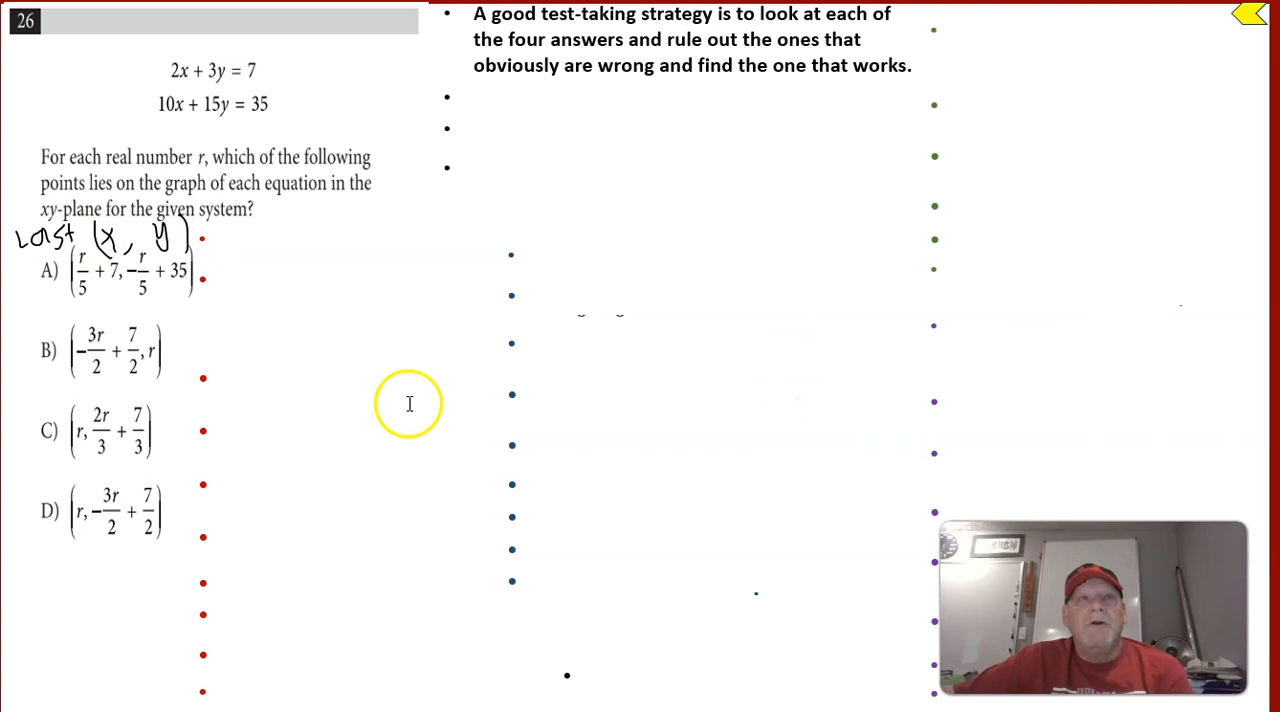 26
2x + 3y = 7
10x + 15y = 35
For each real number r, which of the following
points lies on the graph of each equation in the
xy-plane for the given system?
(x, y)
A) (r/5 + 7, −r/5 + 35)
B) (−3r/2 + 7/2, r)
C) (r, 2r/3 + 7/3)
D) (r, −3r/2 + 7/2)
• A good test-taking strategy is to look at each of
the four answers and rule out the ones that
obviously are wrong and find the one that works.